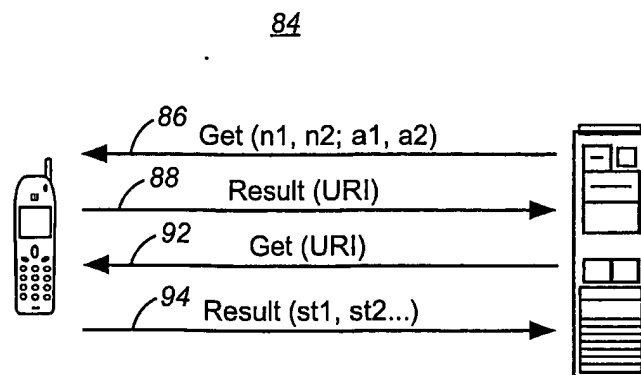 84
86
Get (n1, n2; a1, a2)
88
Result (URI)
92
Get (URI)
94
Result (st1, st2...)